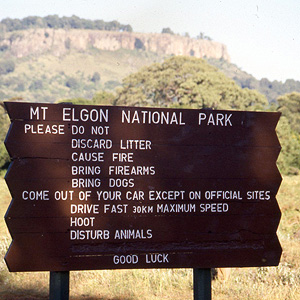 MT ELGON NATIONAL PARK
PLEASE DO NOT
DISCARD LITTER
CAUSE FIRE
BRING FIREARMS
BRING DOGS
COME OUT OF YOUR CAR EXCEPT ON OFFICIAL SITES
DRIVE FAST 30KM MAXIMUM SPEED
HOOT
DISTURB ANIMALS
GOOD LUCK